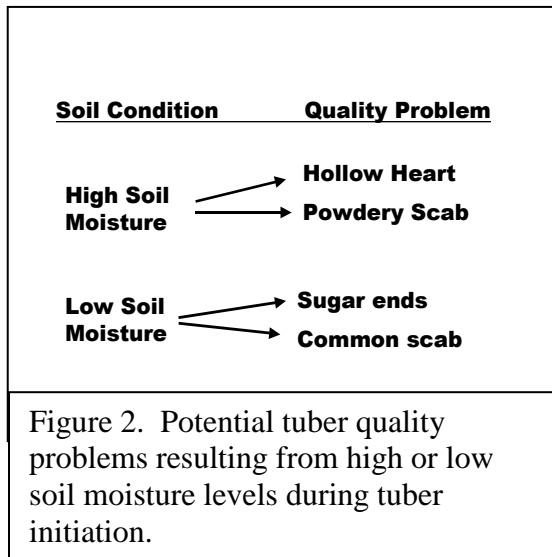 Soil Condition Quality Problem
High Soil
Moisture
Hollow Heart
Powdery Scab
Low Soil
Moisture
Sugar ends
Common scab
Figure 2.  Potential tuber quality
problems resulting from high or low
soil moisture levels during tuber
initiation.